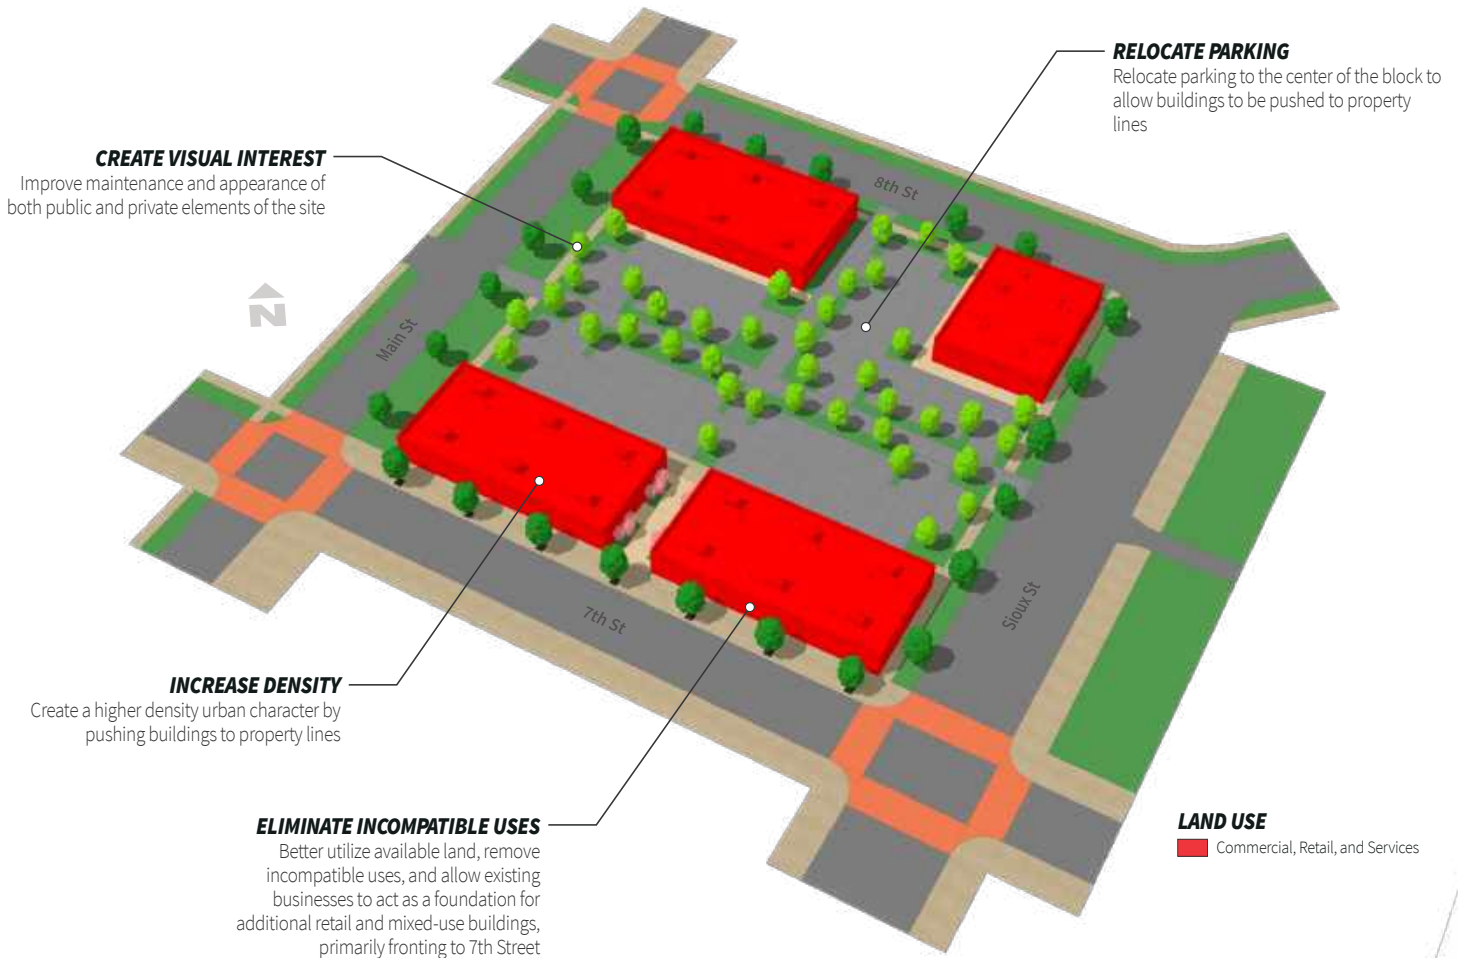 RELOCATE PARKING
Relocate parking to the center of the block to
allow buildings to be pushed to property
lines
CREATE VISUAL INTEREST
Improve maintenance and appearance of
both public and private elements of the site
8th St
N
Main St
Sioux St
7th St
INCREASE DENSITY
Create a higher density urban character by
pushing buildings to property lines
ELIMINATE INCOMPATIBLE USES
Better utilize available land, remove
incompatible uses, and allow existing
businesses to act as a foundation for
additional retail and mixed-use buildings,
primarily fronting to 7th Street
LAND USE
Commercial, Retail, and Services